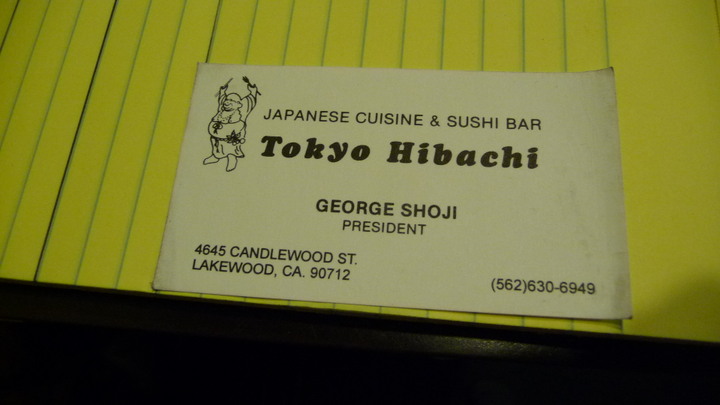 JAPANESE CUISINE & SUSHI BAR
Tokyo Hibachi
GEORGE SHOJI
PRESIDENT
4645 CANDLEWOOD ST.
LAKEWOOD, CA. 90712
(562)630-6949